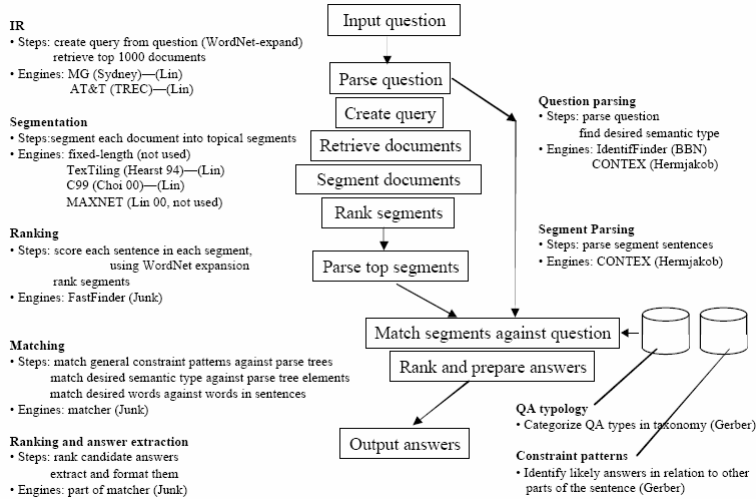 IR
• Steps: create query from question (WordNet-expand)
retrieve top 1000 documents
• Engines: MG (Sydney)—(Lin)
AT&T (TREC)—(Lin)
Segmentation
• Steps:segment each document into topical segments
• Engines: fixed-length (not used)
TexTiling (Hearst 94)—(Lin)
C99 (Choi 00)—(Lin)
MAXNET (Lin 00, not used)
Ranking
• Steps: score each sentence in each segment,
using WordNet expansion
rank segments
• Engines: FastFinder (Junk)
Matching
• Steps: match general constraint patterns against parse trees
match desired semantic type against parse tree elements
match desired words against words in sentences
• Engines: matcher (Junk)
Ranking and answer extraction
• Steps: rank candidate answers
extract and format them
• Engines: part of matcher (Junk)
Input question
Parse question
Create query
Retrieve documents
Segment documents
Rank segments
Parse top segments
Match segments against question
Rank and prepare answers
Output answers
Question parsing
• Steps: parse question
find desired semantic type
• Engines: IdentifFinder (BBN)
CONTEX (Hermjakob)
Segment Parsing
• Steps: parse segment sentences
• Engines: CONTEX (Hermjakob)
QA typology
• Categorize QA types in taxonomy (Gerber)
Constraint patterns
• Identify likely answers in relation to other
parts of the sentence (Gerber)